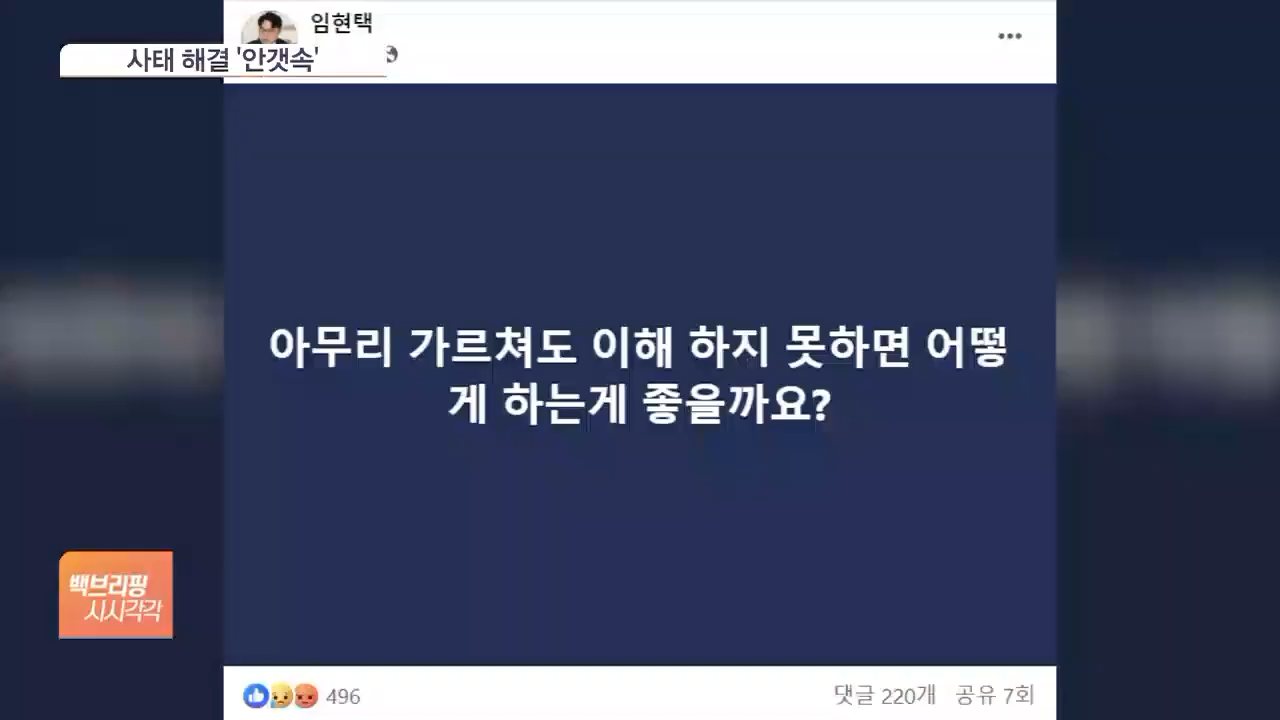 임현택
사태 해결 '안갯속'
아무리 가르쳐도 이해 하지 못하면 어떻
게 하는게 좋을까요?
백브리핑
시시각각
496
댓글 220개 공유 7회